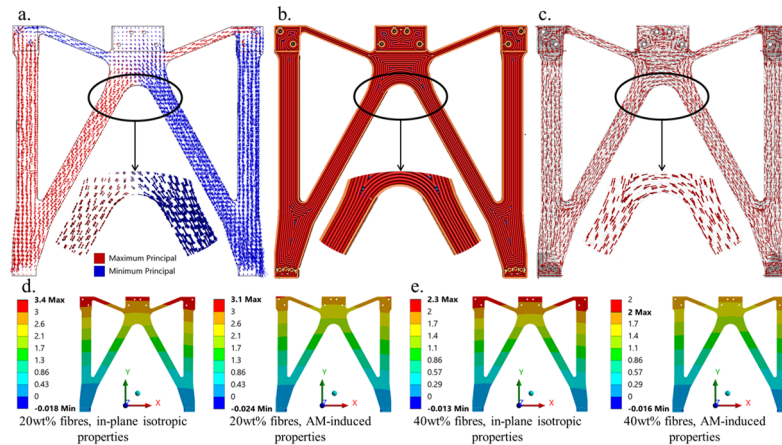 a.
b.
c.
Maximum Principal
Minimum Principal
d.
e.
3.4 Max
3
2.6
2.1
1.7
1.3
0.86
0.43
0
-0.018 Min
Y
Z
X
20wt% fibres, in-plane isotropic
properties
3.1 Max
3
2.6
2.1
1.7
1.3
0.86
0.43
0
-0.024 Min
Y
Z
X
20wt% fibres, AM-induced
properties
2.3 Max
2
1.7
1.4
1.1
0.86
0.57
0.29
0
-0.013 Min
Y
Z
X
40wt% fibres, in-plane isotropic
properties
2.
2 Max
1.7
1.4
1.1
0.86
0.57
0.29
0
-0.016 Min
Y
Z
X
40wt% fibres, AM-induced
properties